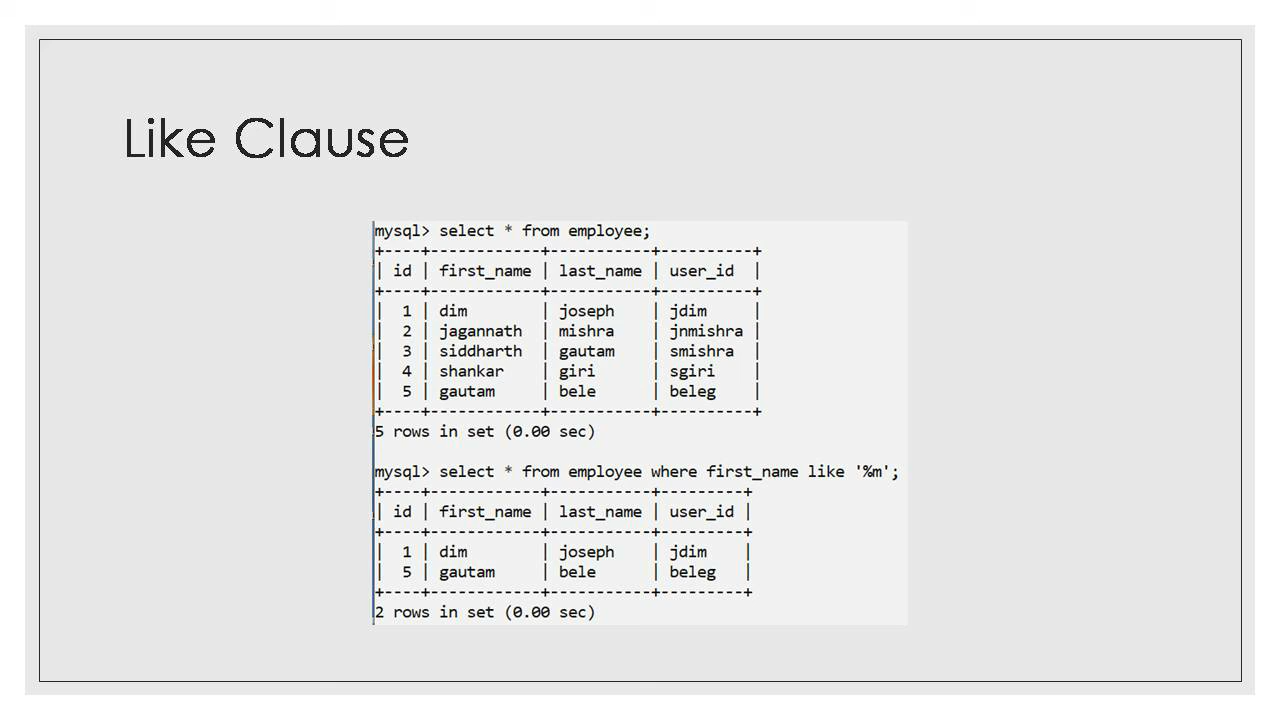 Like Clause
mysql> select * from employee;
+----+------------+-----------+----------+
| id | first_name | last_name | user_id  |
+----+------------+-----------+----------+
|  1 | dim        | joseph    | jdim     |
|  2 | jagannath  | mishra    | jnmishra |
|  3 | siddharth  | gautam    | smishra  |
|  4 | shankar    | giri      | sgiri    |
|  5 | gautam     | bele      | beleg    |
+----+------------+-----------+----------+
5 rows in set (0.00 sec)
mysql> select * from employee where first_name like '%m';
+----+------------+-----------+---------+
| id | first_name | last_name | user_id |
+----+------------+-----------+---------+
|  1 | dim        | joseph    | jdim    |
|  5 | gautam     | bele      | beleg   |
+----+------------+-----------+---------+
2 rows in set (0.00 sec)